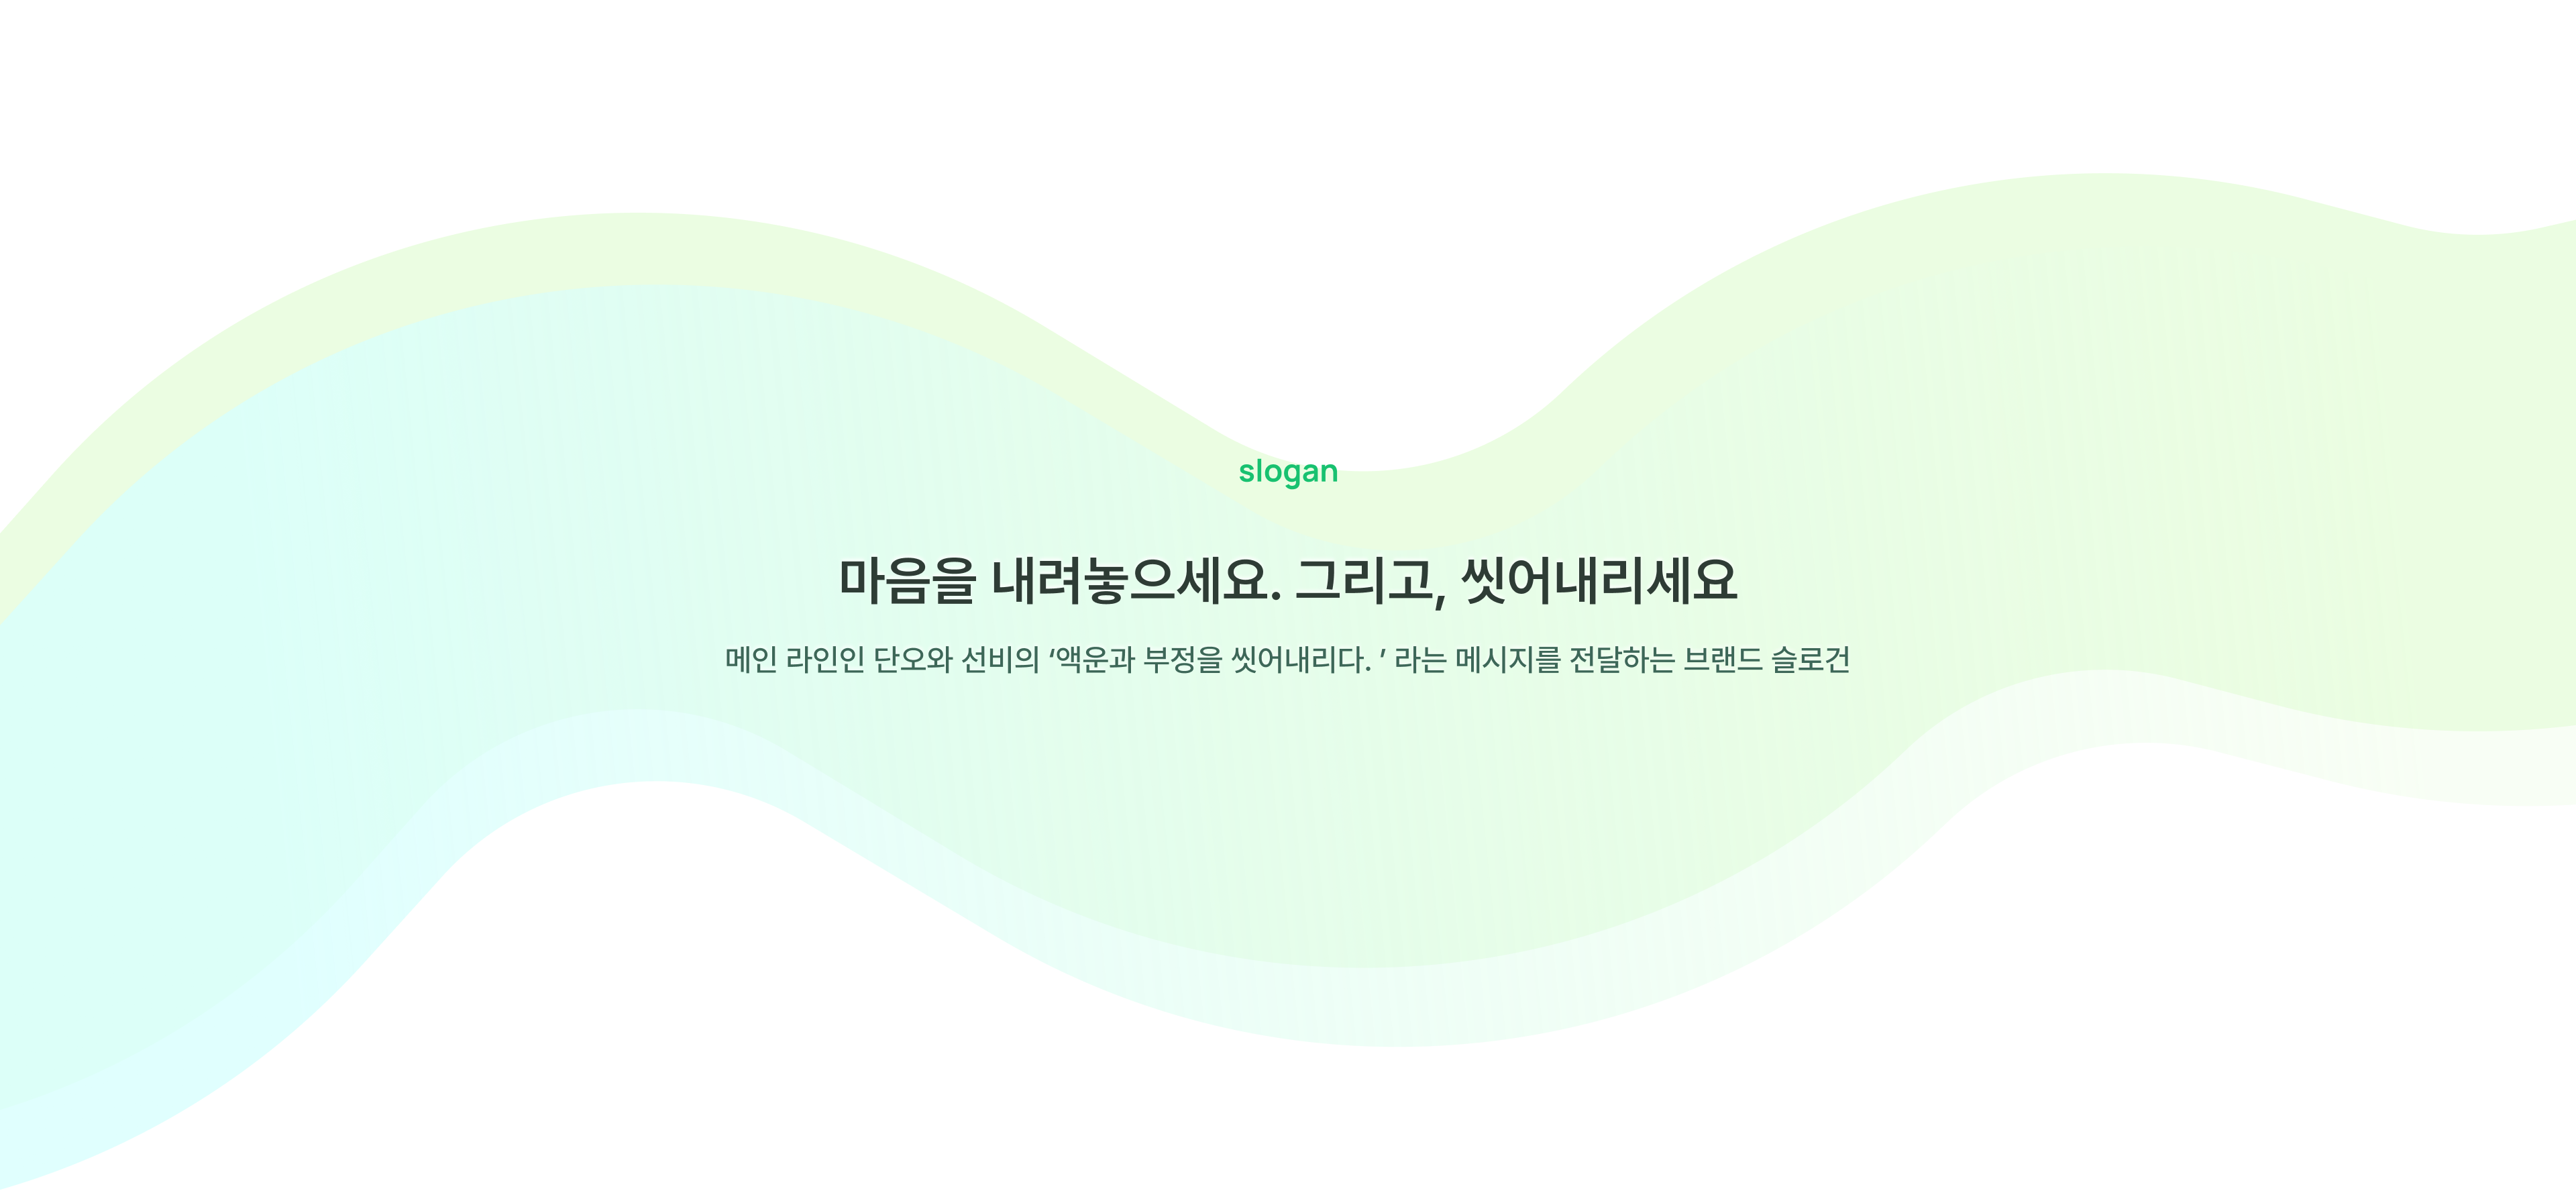 slogan
마음을 내려놓으세요. 그리고, 씻어내리세요
메인 라인인 단오와 선비의 ‘액운과 부정을 씻어내리다. ’ 라는 메시지를 전달하는 브랜드 슬로건